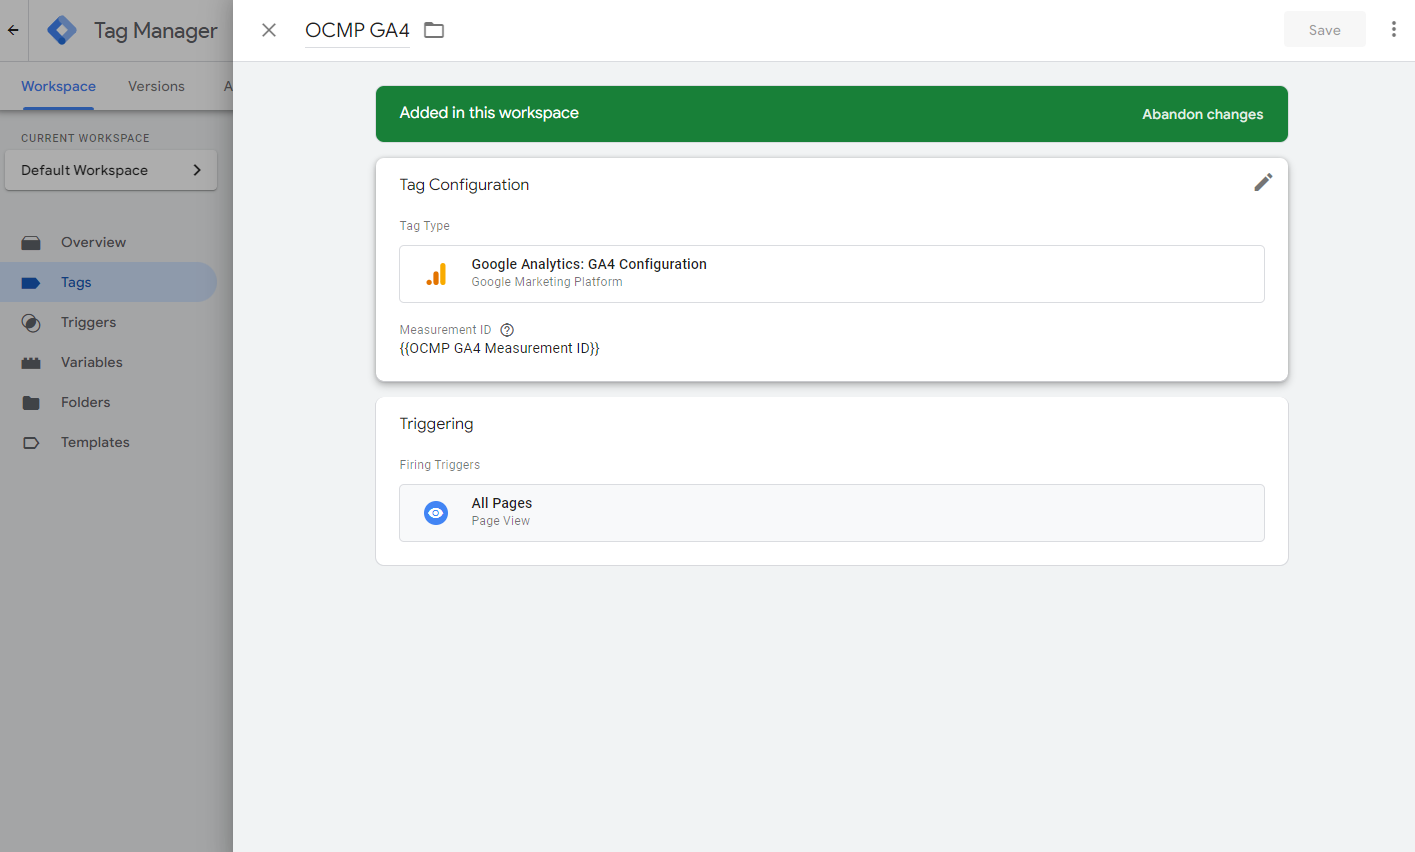 Tag Manager
OCMP GA4
Save
Workspace
Versions
A
Added in this workspace
Abandon changes
CURRENT WORKSPACE
Default Workspace
Tag Configuration
Tag Type
Google Analytics: GA4 Configuration
Google Marketing Platform
Measurement ID
{{OCMP GA4 Measurement ID}}
Overview
Tags
Triggers
Variables
Folders
Templates
Triggering
Firing Triggers
All Pages
Page View